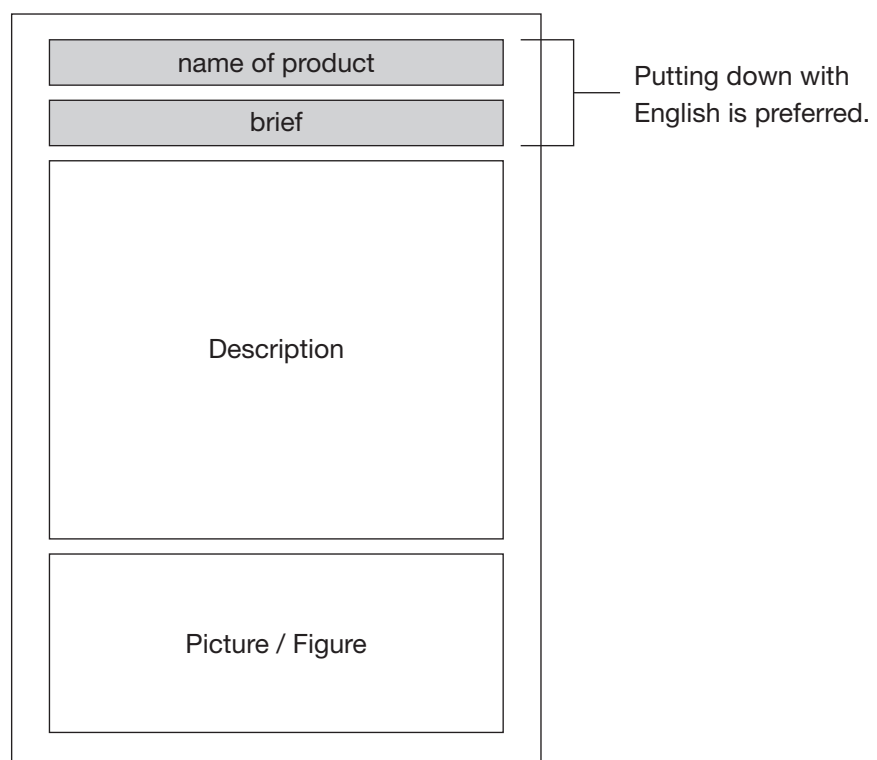 name of product
brief
Putting down with
English is preferred.
Description
Picture / Figure